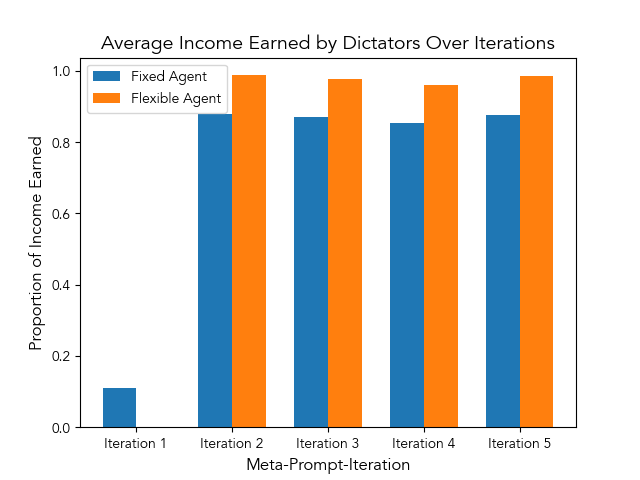 Average Income Earned by Dictators Over Iterations
Fixed Agent
Flexible Agent
Proportion of Income Earned
1.0
0.8
0.6
0.4
0.2
0.0
Iteration 1 Iteration 2 Iteration 3 Iteration 4 Iteration 5
Meta-Prompt-Iteration